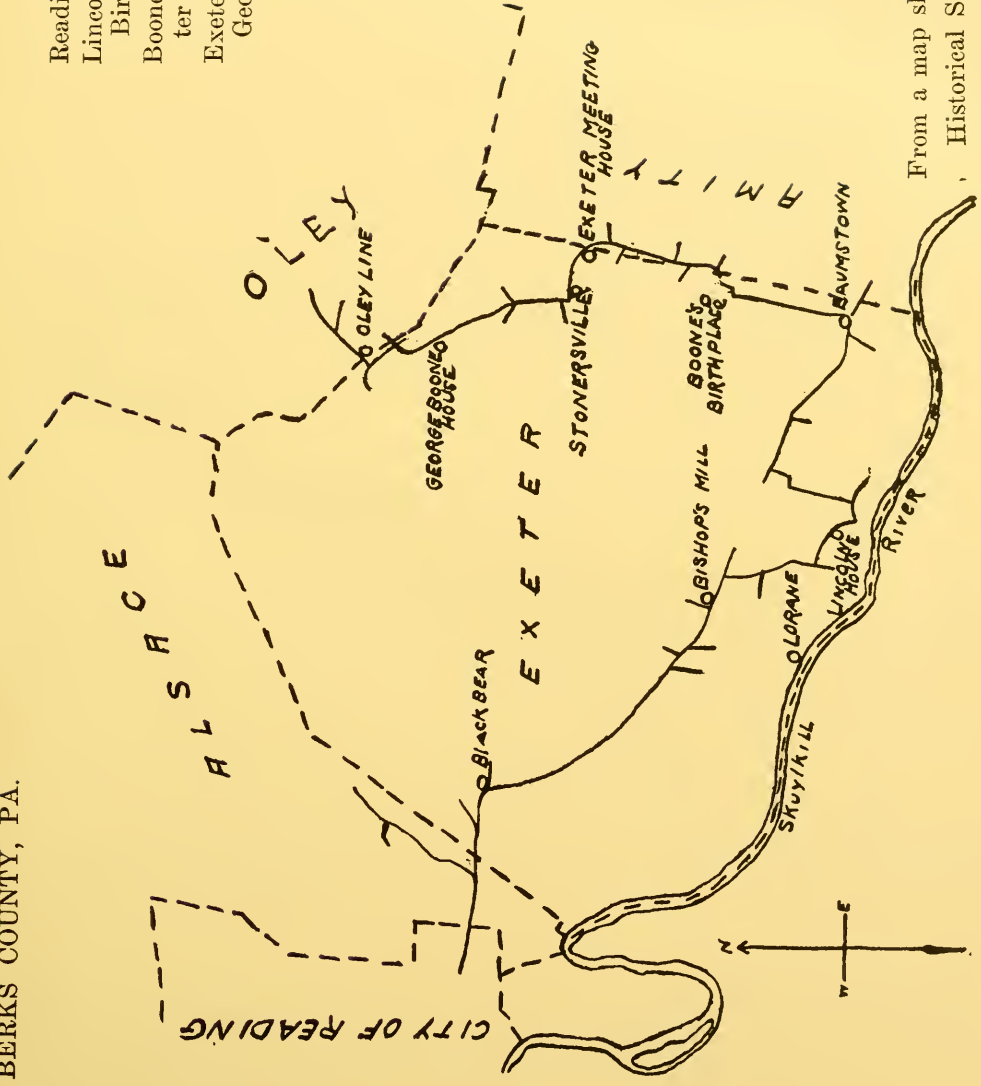 BERKS COUNTY, PA.
Readi
Linco
Bir
Boone
ter
Exete
Geo
ALSACE
OLEY
OLEY LINE
GEORGE BOONE
HOUSE
EXETER
STONERSVILLE
EXETER MEETING
HOUSE
AMITY
BOONE'S
BIRTHPLACE
BAUMSTOWN
BISHOP'S MILL
BLACK BEAR
LORANE
LINCOLN
HOUSE
SKUYLKILL
RIVER
CITY OF READING
N
W E
From a map s
Historical S